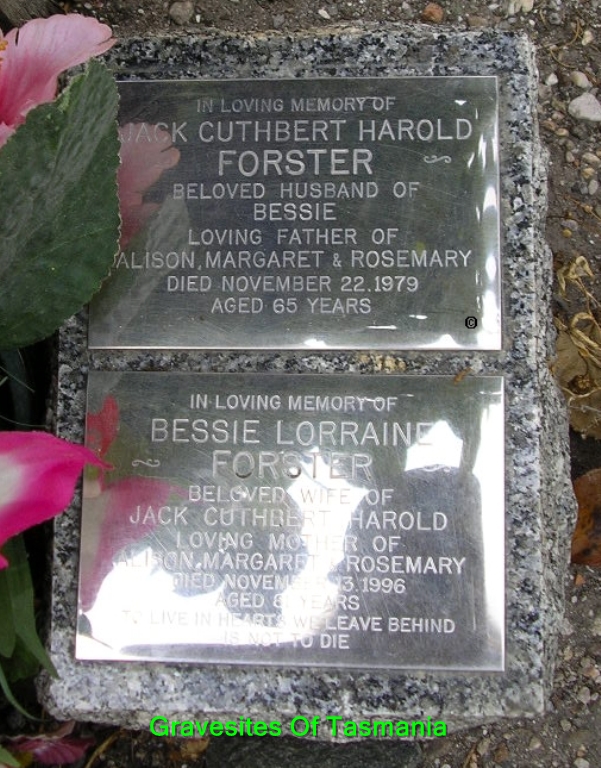 IN LOVING MEMORY OF
JACK CUTHBERT HAROLD
FORSTER
BELOVED HUSBAND OF
BESSIE
LOVING FATHER OF
ALISON, MARGARET & ROSEMARY
DIED NOVEMBER 22.1979
AGED 65 YEARS
©
IN LOVING MEMORY OF
BESSIE LORRAINE
FORSTER
BELOVED WIFE OF
JACK CUTHBERT HAROLD
LOVING MOTHER OF
ALISON, MARGARET & ROSEMARY
DIED NOVEMBER 1996
AGED YEARS
TO LIVE IN HEARTS WE LEAVE BEHIND
IS NOT TO DIE
Gravesites Of Tasmania